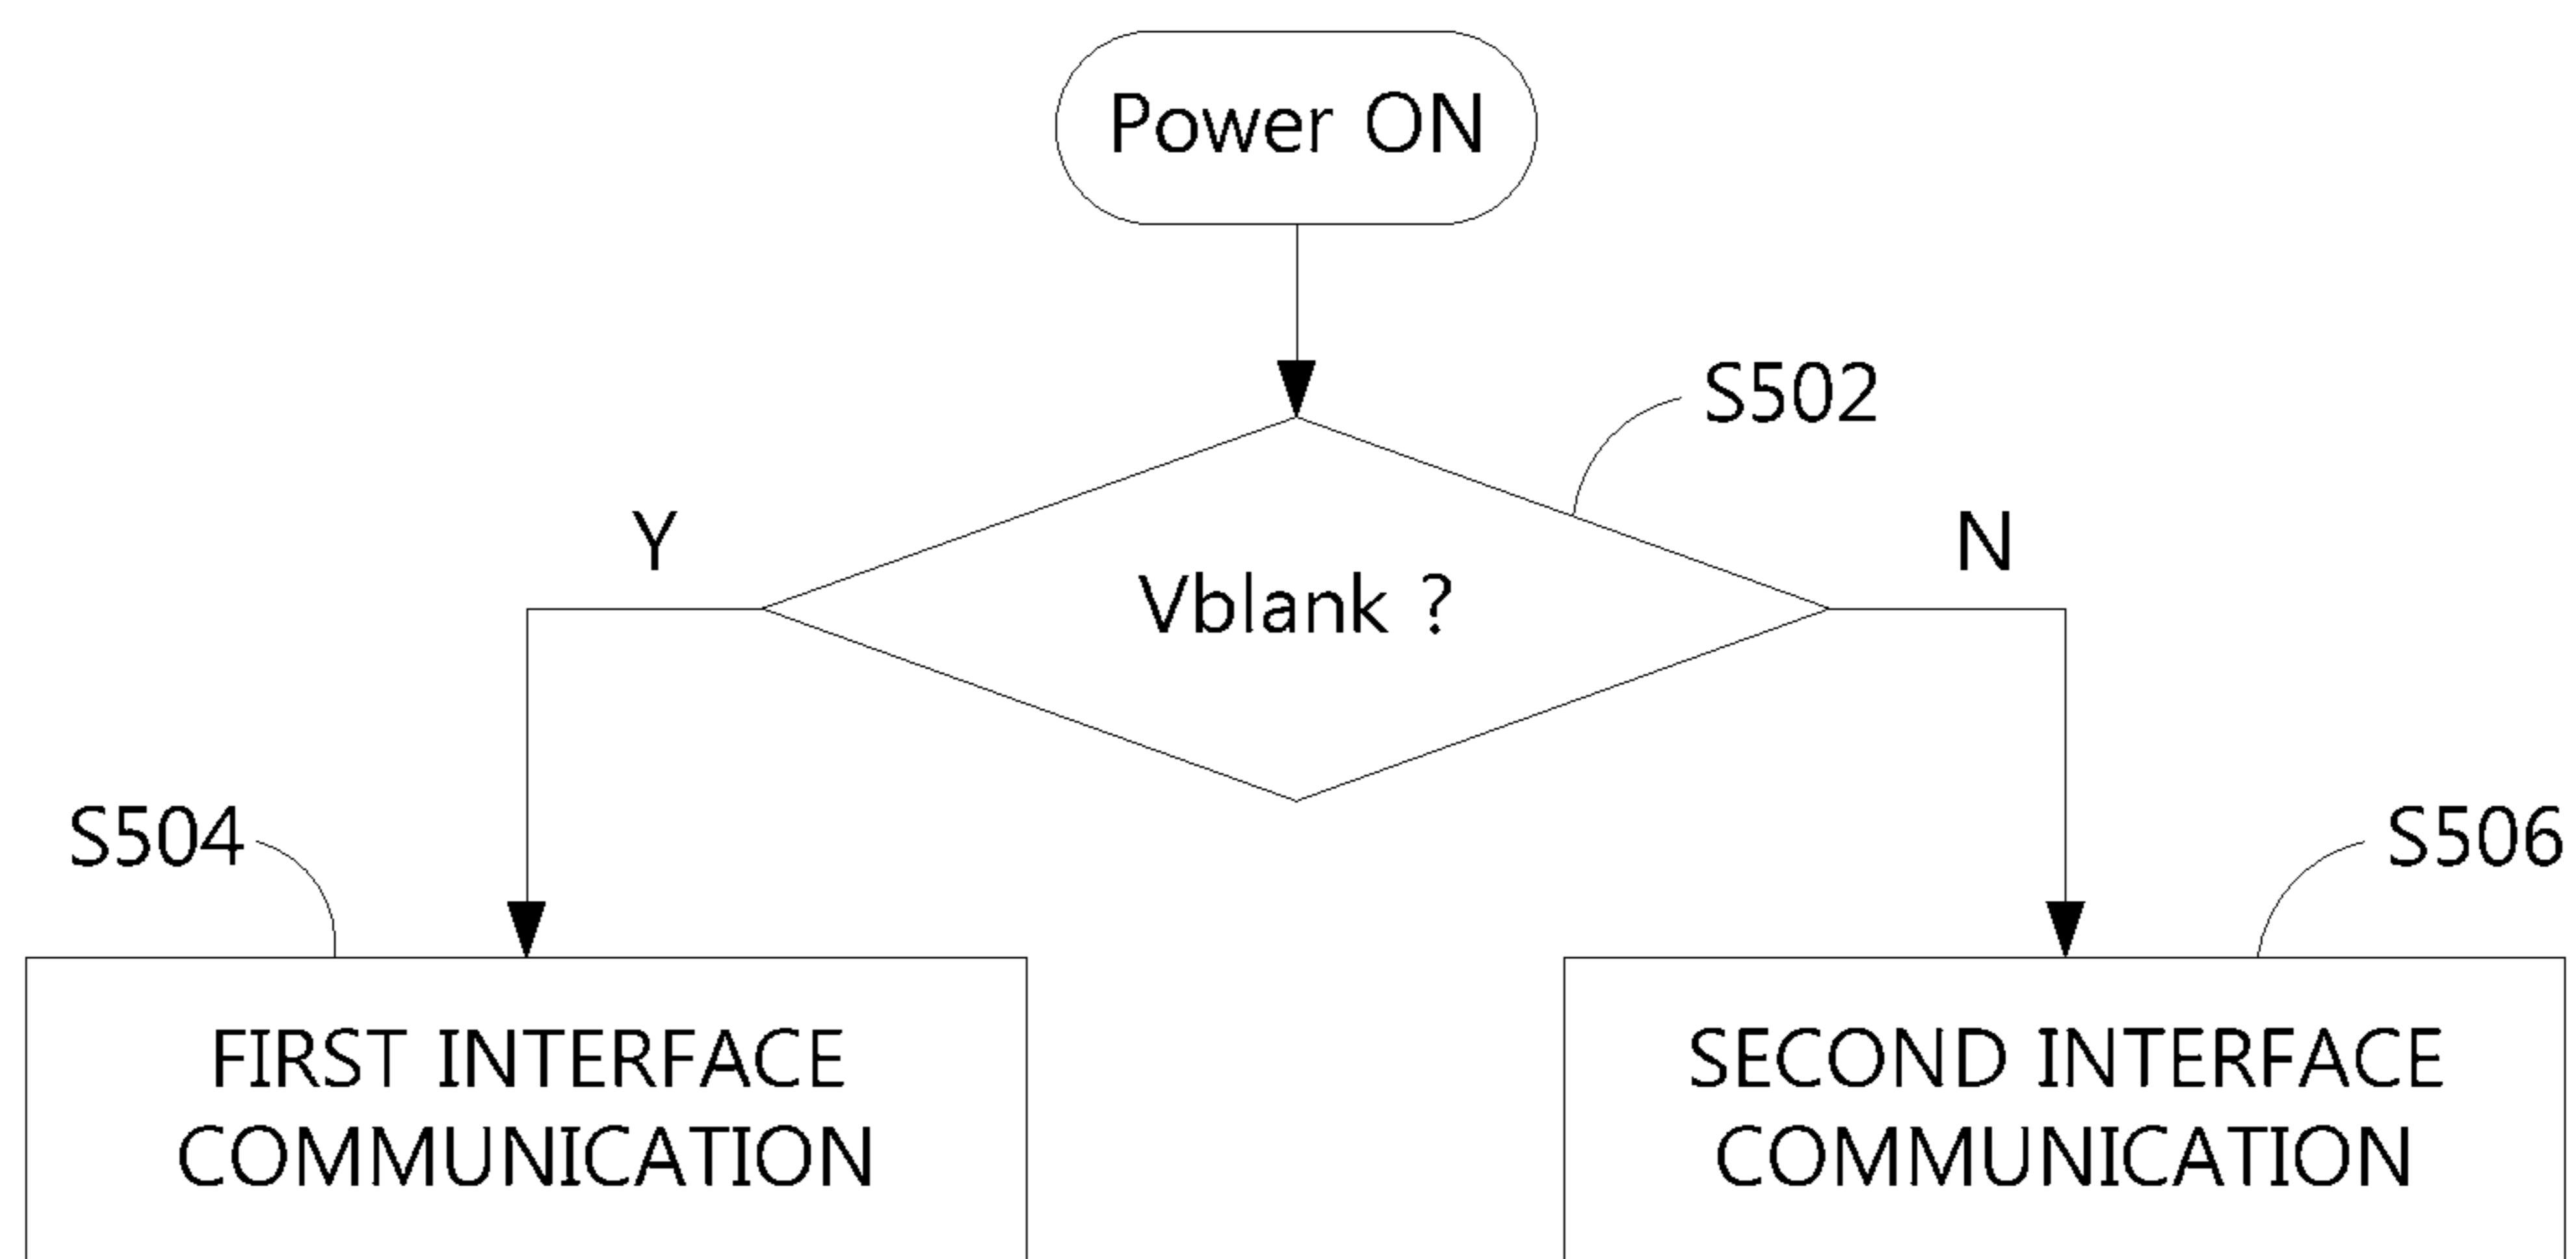 Power ON
S502
Y
N
Vblank ?
S504
S506
FIRST INTERFACE
COMMUNICATION
SECOND INTERFACE
COMMUNICATION